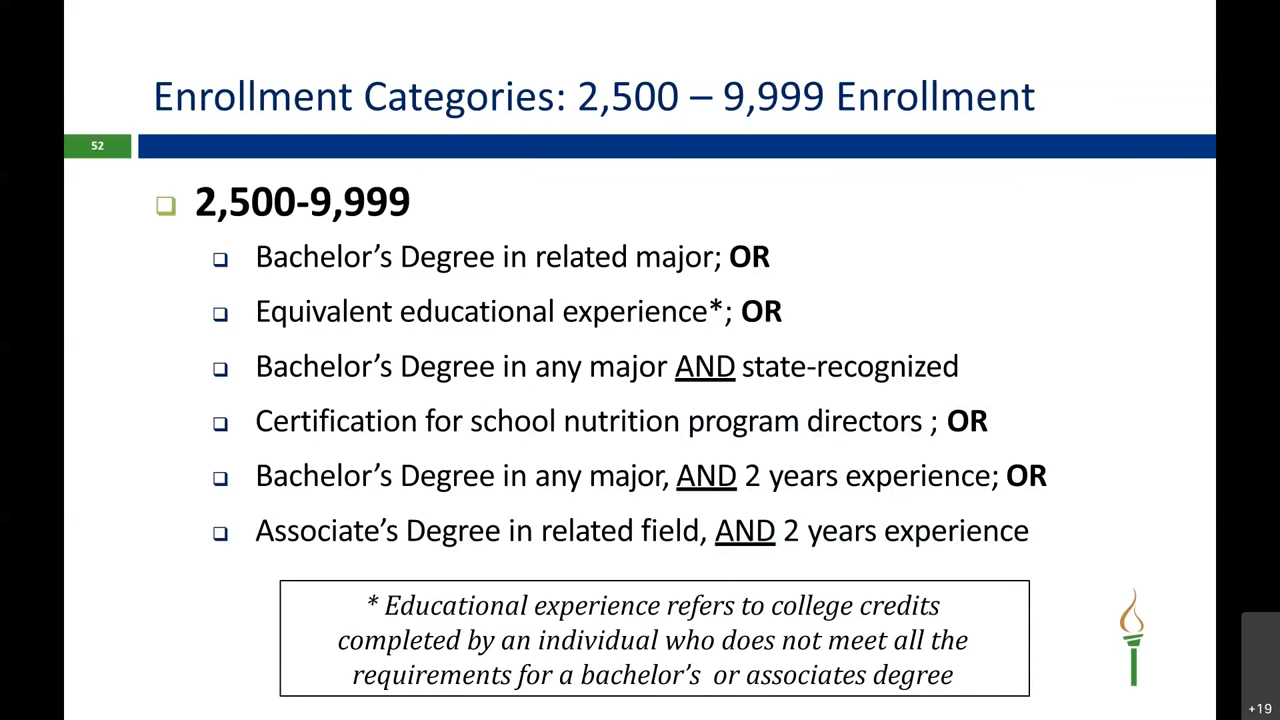 Enrollment Categories: 2,500 – 9,999 Enrollment
52
2,500-9,999
Bachelor’s Degree in related major; OR
Equivalent educational experience*; OR
Bachelor’s Degree in any major AND state-recognized
Certification for school nutrition program directors ; OR
Bachelor’s Degree in any major, AND 2 years experience; OR
Associate’s Degree in related field, AND 2 years experience
* Educational experience refers to college credits
completed by an individual who does not meet all the
requirements for a bachelor’s or associates degree
+19